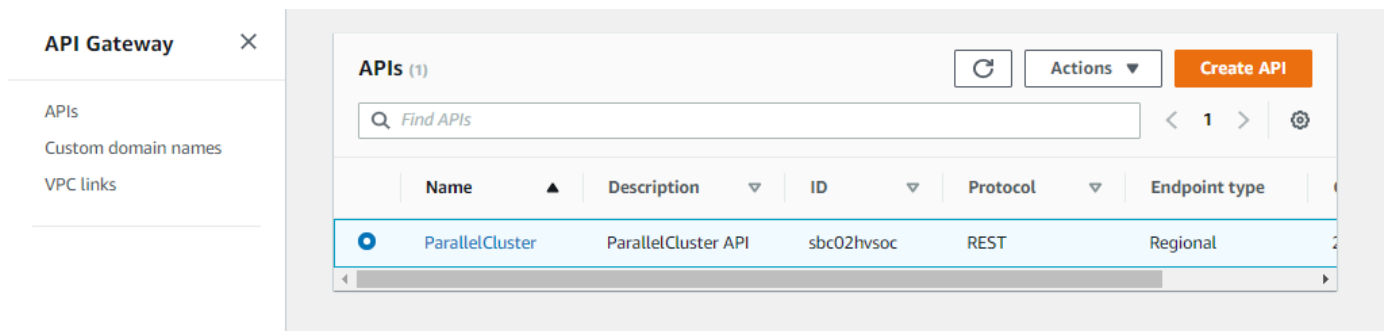 API Gateway
APIs
Custom domain names
VPC links
APIs (1)
Actions
Create API
Find APIs
1
Name Description ID Protocol Endpoint type
ParallelCluster ParallelCluster API sbc02hvsoc REST Regional